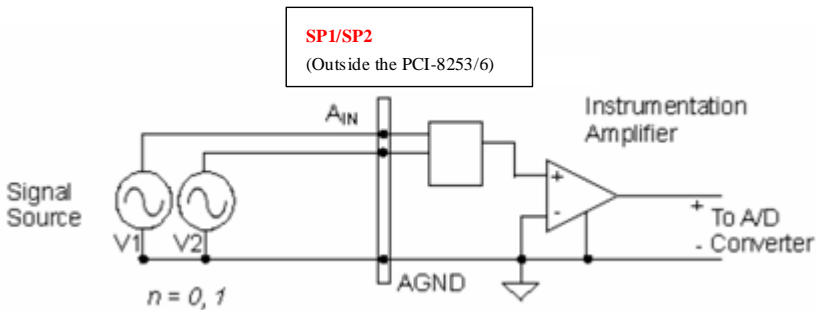 SP1/SP2
(Outside the PCI-8253/6)
Instrumentation
Amplifier
AIN
Signal
Source
V1
V2
+
-
+
To A/D
- Converter
AGND
n = 0, 1